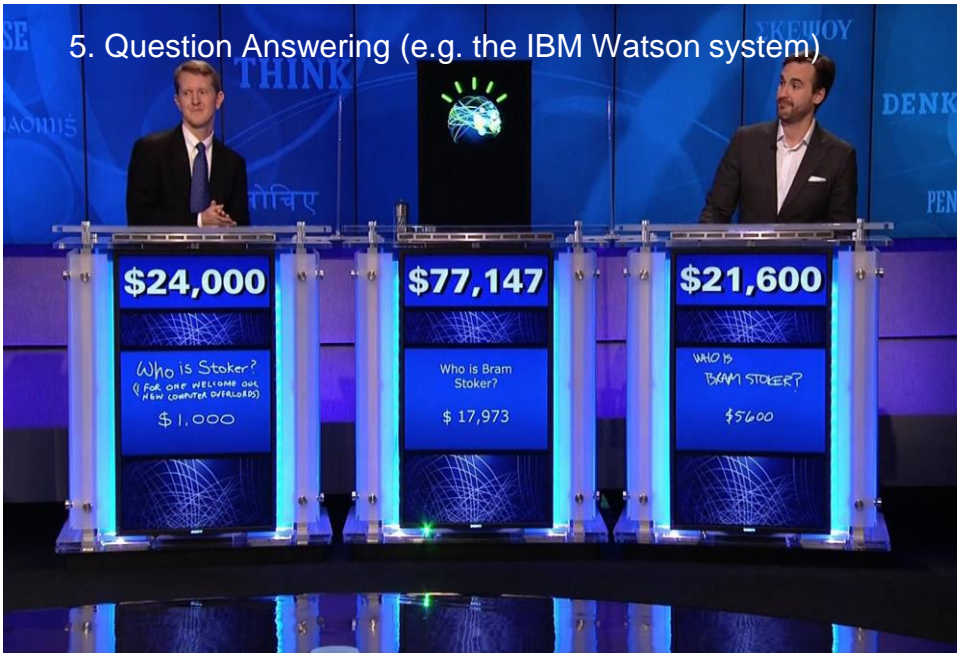 5. Question Answering (e.g. the IBM Watson system)
ΣΚΕΨΟΥ
THINK
DENK
PEN
$24,000
$77,147
$21,600
Who is Stoker?
(I FOR ONE WELCOME OUR
NEW COMPUTER OVERLORDS)
$1,000
Who is Bram
Stoker?
$ 17,973
WHO IS
BRAM STOKER?
$5600